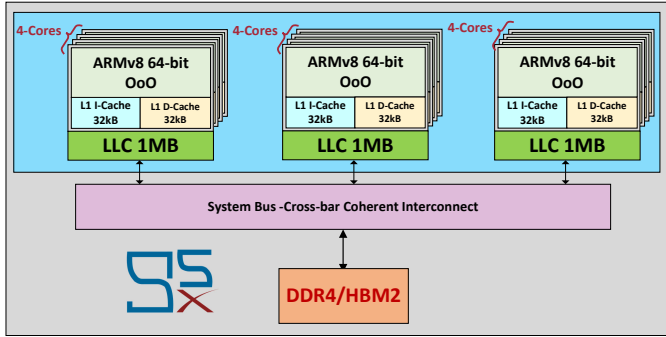 4-Cores
ARMv8 64-bit
OoO
L1 I-Cache
32kB
L1 D-Cache
32kB
LLC 1MB
4-Cores
ARMv8 64-bit
OoO
L1 I-Cache
32kB
L1 D-Cache
32kB
LLC 1MB
4-Cores
ARMv8 64-bit
OoO
L1 I-Cache
32kB
L1 D-Cache
32kB
LLC 1MB
System Bus -Cross-bar Coherent Interconnect
gem5
X
DDR4/HBM2